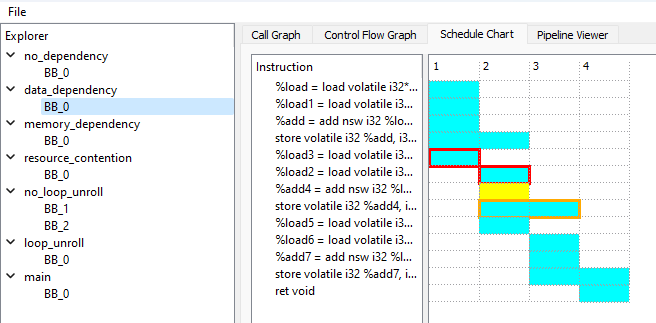 File
Explorer
no_dependency
BB_0
data_dependency
BB_0
memory_dependency
BB_0
resource_contention
BB_0
no_loop_unroll
BB_1
BB_2
loop_unroll
BB_0
main
BB_0
Call Graph Control Flow Graph Schedule Chart Pipeline Viewer
Instruction 1 2 3 4
%load = load volatile i32*...
%load1 = load volatile i3...
%add = add nsw i32 %lo...
store volatile i32 %add, i3...
%load3 = load volatile i3...
%load2 = load volatile i3...
%add4 = add nsw i32 %l...
store volatile i32 %add4, i...
%load5 = load volatile i3...
%load6 = load volatile i3...
%add7 = add nsw i32 %l...
store volatile i32 %add7, i...
ret void